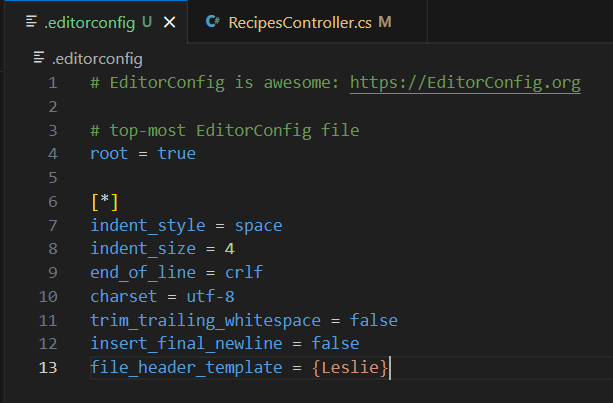 .editorconfig U × C# RecipesController.cs M
.editorconfig
1 # EditorConfig is awesome: https://EditorConfig.org
2
3 # top-most EditorConfig file
4 root = true
5
6 [*]
7 indent_style = space
8 indent_size = 4
9 end_of_line = crlf
10 charset = utf-8
11 trim_trailing_whitespace = false
12 insert_final_newline = false
13 file_header_template = {Leslie}